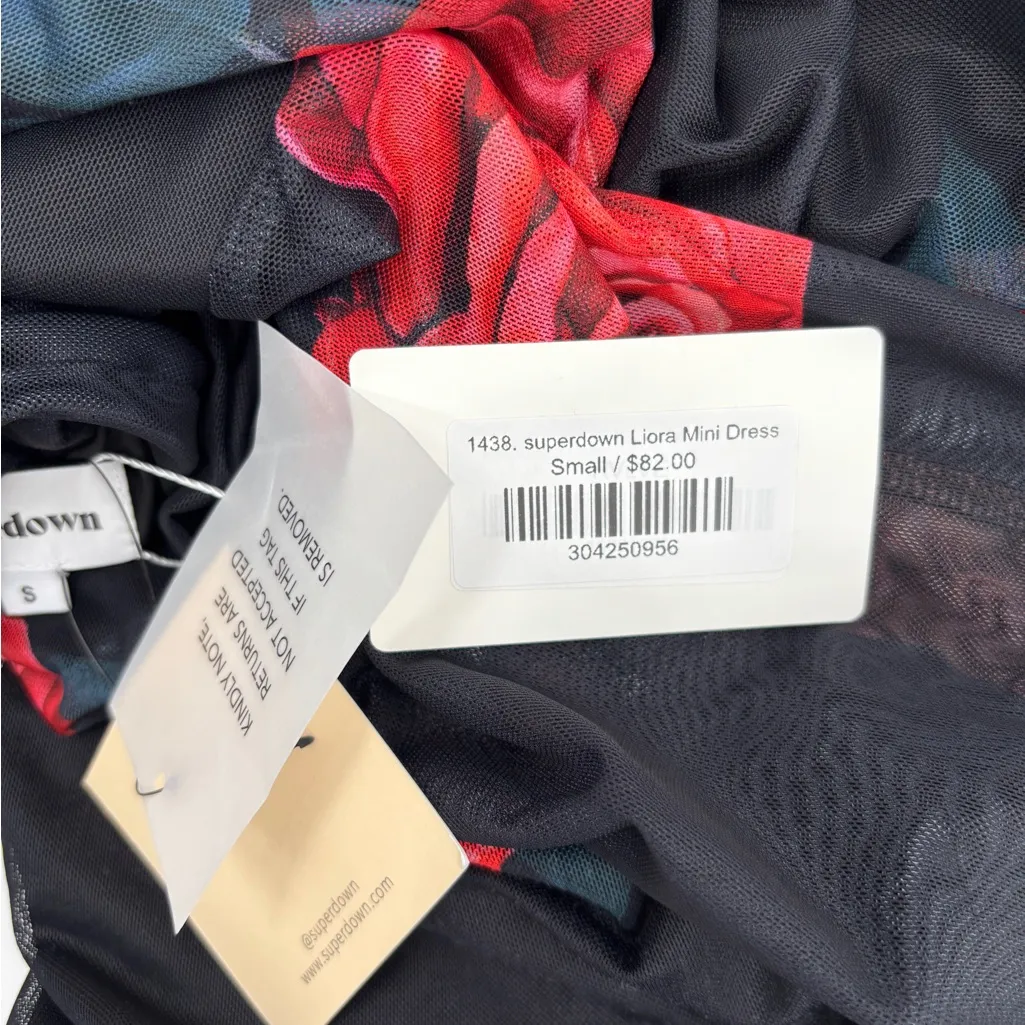 1438. superdown Liora Mini Dress
Small / $82.00
304250956
down
S
KINDLY NOTE,
RETURNS ARE
NOT ACCEPTED
IF THIS TAG
IS REMOVED.
@superdown
www.superdown.com